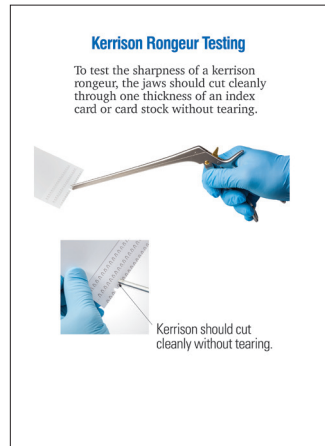 Kerrison Rongeur Testing
To test the sharpness of a kerrison
rongeur, the jaws should cut cleanly
through one thickness of an index
card or card stock without tearing.
Kerrison should cut
cleanly without tearing.